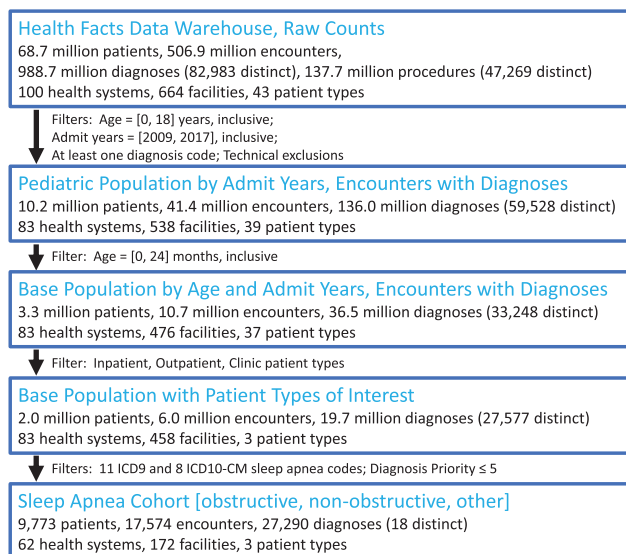 Health Facts Data Warehouse, Raw Counts
68.7 million patients, 506.9 million encounters,
988.7 million diagnoses (82,983 distinct), 137.7 million procedures (47,269 distinct)
100 health systems, 664 facilities, 43 patient types
Filters: Age = [0, 18] years, inclusive;
Admit years = [2009, 2017], inclusive;
At least one diagnosis code; Technical exclusions
Pediatric Population by Admit Years, Encounters with Diagnoses
10.2 million patients, 41.4 million encounters, 136.0 million diagnoses (59,528 distinct)
83 health systems, 538 facilities, 39 patient types
Filter: Age = [0, 24] months, inclusive
Base Population by Age and Admit Years, Encounters with Diagnoses
3.3 million patients, 10.7 million encounters, 36.5 million diagnoses (33,248 distinct)
83 health systems, 476 facilities, 37 patient types
Filter: Inpatient, Outpatient, Clinic patient types
Base Population with Patient Types of Interest
2.0 million patients, 6.0 million encounters, 19.7 million diagnoses (27,577 distinct)
83 health systems, 458 facilities, 3 patient types
Filters: 11 ICD9 and 8 ICD10-CM sleep apnea codes; Diagnosis Priority ≤ 5
Sleep Apnea Cohort [obstructive, non-obstructive, other]
9,773 patients, 17,574 encounters, 27,290 diagnoses (18 distinct)
62 health systems, 172 facilities, 3 patient types